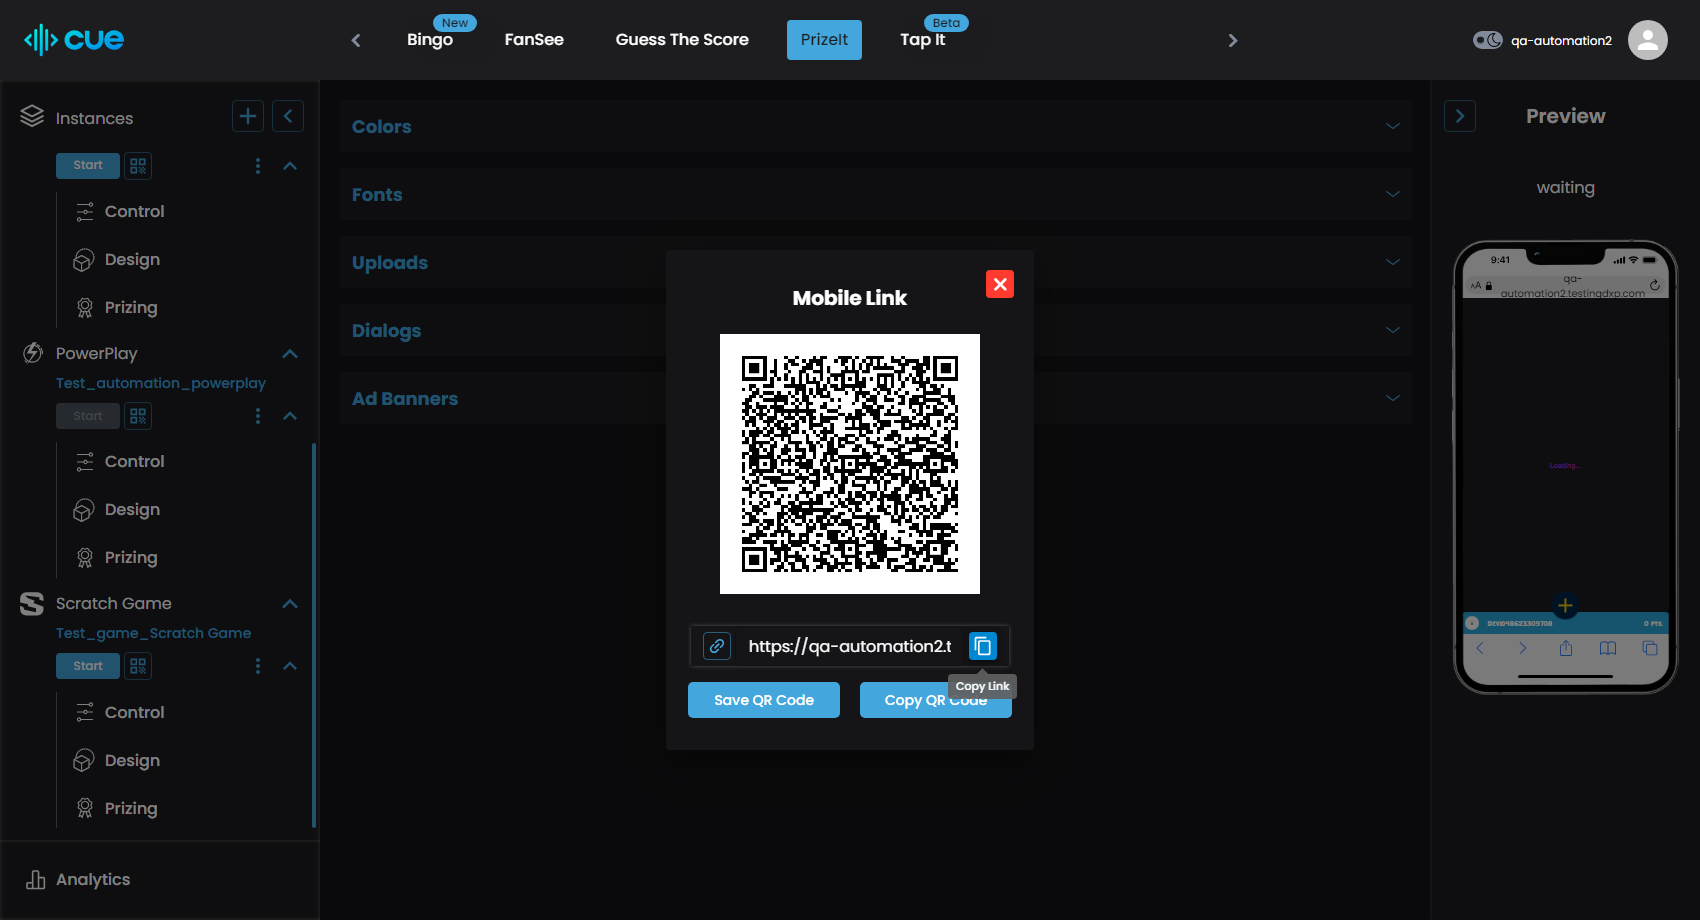 cue
Bingo
New
FanSee
Guess The Score
PrizeIt
Tap It
Beta
qa-automation2
Instances
Start
Control
Design
Prizing
PowerPlay
Test_automation_powerplay
Start
Control
Design
Prizing
Scratch Game
Test_game_Scratch Game
Start
Control
Design
Prizing
Analytics
Colors
Fonts
Uploads
Dialogs
Ad Banners
Mobile Link
https://qa-automation2.t
Copy Link
Save QR Code
Copy QR Code
Preview
waiting
9:41
AA
qa-
automation2.testingdxp.com
Loading...
0 PTS.